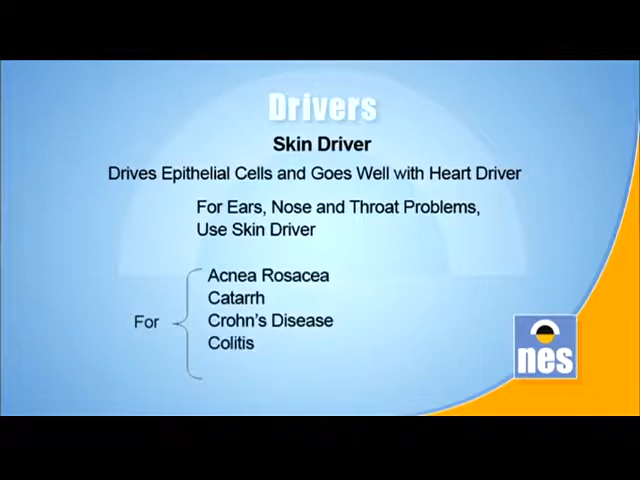 Drivers
Skin Driver
Drives Epithelial Cells and Goes Well with Heart Driver
For Ears, Nose and Throat Problems,
Use Skin Driver
Acnea Rosacea
Catarrh
For
Crohn's Disease
Colitis
nes